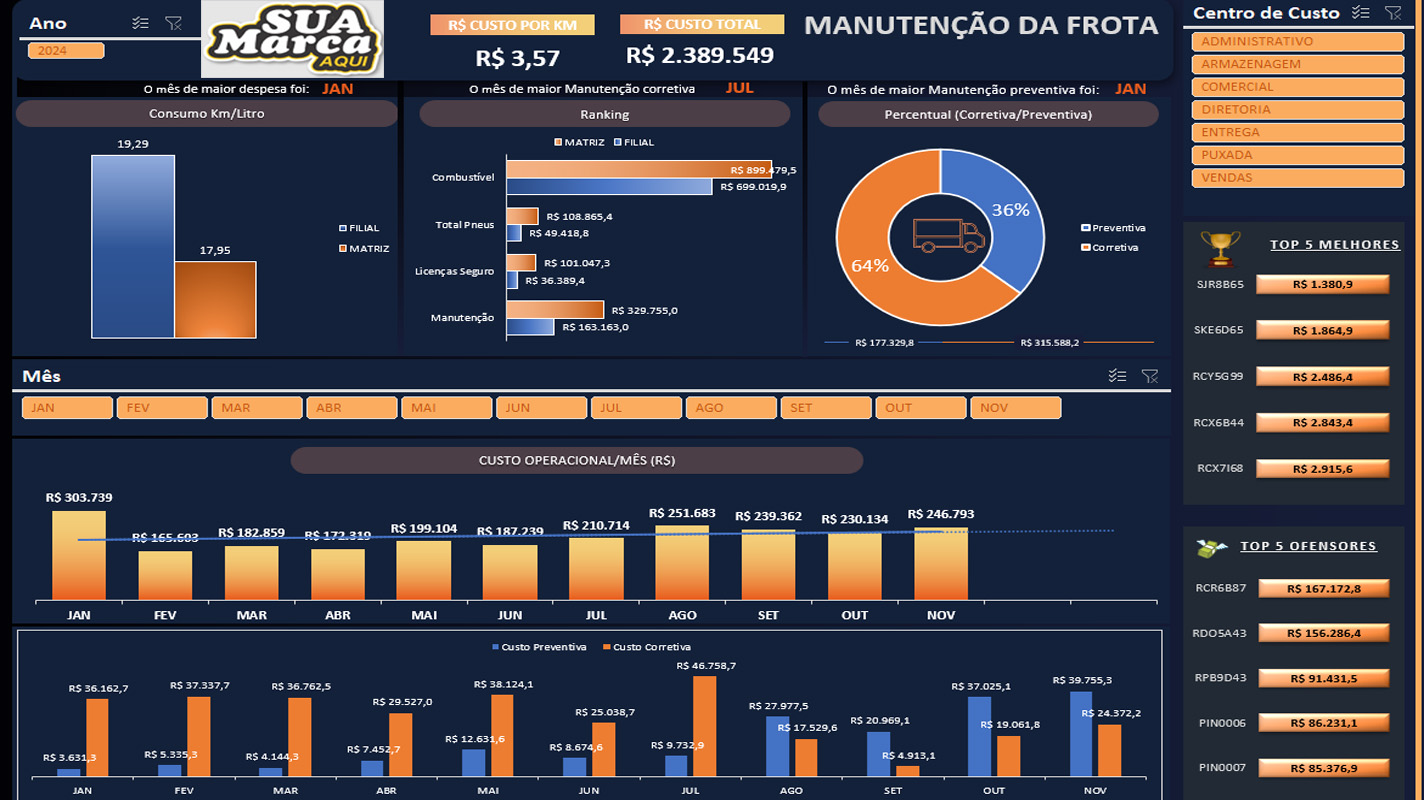 Ano
2024
SUA
Marca
AQUI
R$ CUSTO POR KM
R$ 3,57
R$ CUSTO TOTAL
R$ 2.389.549
MANUTENÇÃO DA FROTA
O mês de maior despesa foi: JAN
O mês de maior Manutenção corretiva JUL
O mês de maior Manutenção preventiva foi: JAN
Consumo Km/Litro
19,29
17,95
FILIAL
MATRIZ
Ranking
MATRIZ FILIAL
Combustível
R$ 899.479,5
R$ 699.019,9
Total Pneus
R$ 108.865,4
R$ 49.418,8
Licenças Seguro
R$ 101.047,3
R$ 36.389,4
Manutenção
R$ 329.755,0
R$ 163.163,0
Percentual (Corretiva/Preventiva)
36%
64%
Preventiva
Corretiva
R$ 177.329,8 R$ 315.588,2
Mês
JAN FEV MAR ABR MAI JUN JUL AGO SET OUT NOV
CUSTO OPERACIONAL/MÊS (R$)
R$ 303.739 R$ 165.603 R$ 182.859 R$ 172.319 R$ 199.104 R$ 187.239 R$ 210.714 R$ 251.683 R$ 239.362 R$ 230.134 R$ 246.793
JAN FEV MAR ABR MAI JUN JUL AGO SET OUT NOV
Custo Preventiva Custo Corretiva
R$ 3.631,3 R$ 36.162,7 R$ 5.335,3 R$ 37.337,7 R$ 4.144,3 R$ 36.762,5 R$ 7.452,7 R$ 29.527,0 R$ 12.631,6 R$ 38.124,1 R$ 8.674,6 R$ 25.038,7 R$ 9.732,9 R$ 46.758,7 R$ 27.977,5 R$ 17.529,6 R$ 20.969,1 R$ 4.913,1 R$ 37.025,1 R$ 19.061,8 R$ 39.755,3 R$ 24.372,2
JAN FEV MAR ABR MAI JUN JUL AGO SET OUT NOV
Centro de Custo
ADMINISTRATIVO
ARMAZENAGEM
COMERCIAL
DIRETORIA
ENTREGA
PUXADA
VENDAS
TOP 5 MELHORES
SJR8B65 R$ 1.380,9
SKE6D65 R$ 1.864,9
RCY5G99 R$ 2.486,4
RCX6B44 R$ 2.843,4
RCX7I68 R$ 2.915,6
TOP 5 OFENSORES
RCR6B87 R$ 167.172,8
RDO5A43 R$ 156.286,4
RPB9D43 R$ 91.431,5
PIN0006 R$ 86.231,1
PIN0007 R$ 85.376,9